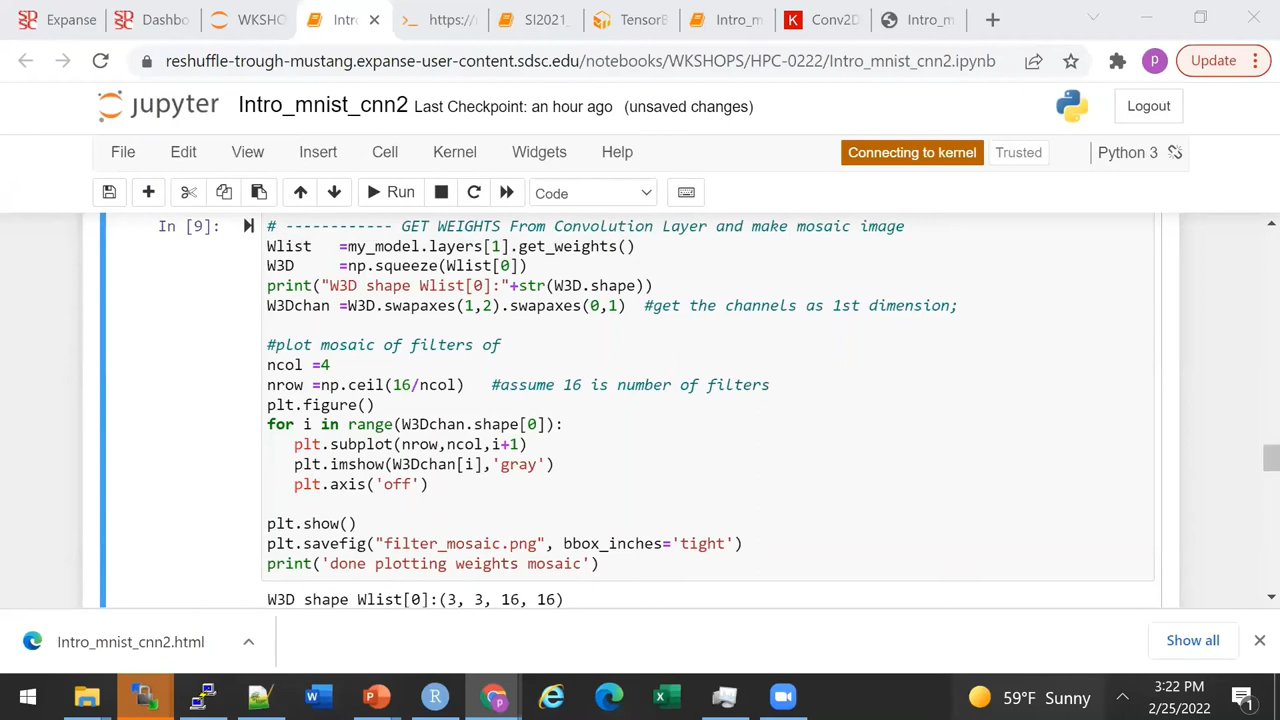 Expanse
Dashbo
WKSHO
Intro
https://
SI2021_
TensorB
Intro_m
K Conv2D
Intro_m
reshuffle-trough-mustang.expanse-user-content.sdsc.edu/notebooks/WKSHOPS/HPC-0222/Intro_mnist_cnn2.ipynb
P
Update
jupyter Intro_mnist_cnn2 Last Checkpoint: an hour ago (unsaved changes)
Logout
File Edit View Insert Cell Kernel Widgets Help
Connecting to kernel
Trusted
Python 3
Run
Code
In [9]:
# ------------ GET WEIGHTS From Convolution Layer and make mosaic image
Wlist   =my_model.layers[1].get_weights()
W3D     =np.squeeze(Wlist[0])
print("W3D shape Wlist[0]:"+str(W3D.shape))
W3Dchan =W3D.swapaxes(1,2).swapaxes(0,1)  #get the channels as 1st dimension;
#plot mosaic of filters of
ncol =4
nrow =np.ceil(16/ncol)   #assume 16 is number of filters
plt.figure()
for i in range(W3Dchan.shape[0]):
   plt.subplot(nrow,ncol,i+1)
   plt.imshow(W3Dchan[i],'gray')
   plt.axis('off')
plt.show()
plt.savefig("filter_mosaic.png", bbox_inches='tight')
print('done plotting weights mosaic')
W3D shape Wlist[0]:(3, 3, 16, 16)
Intro_mnist_cnn2.html
Show all
59°F Sunny
3:22 PM
2/25/2022
1